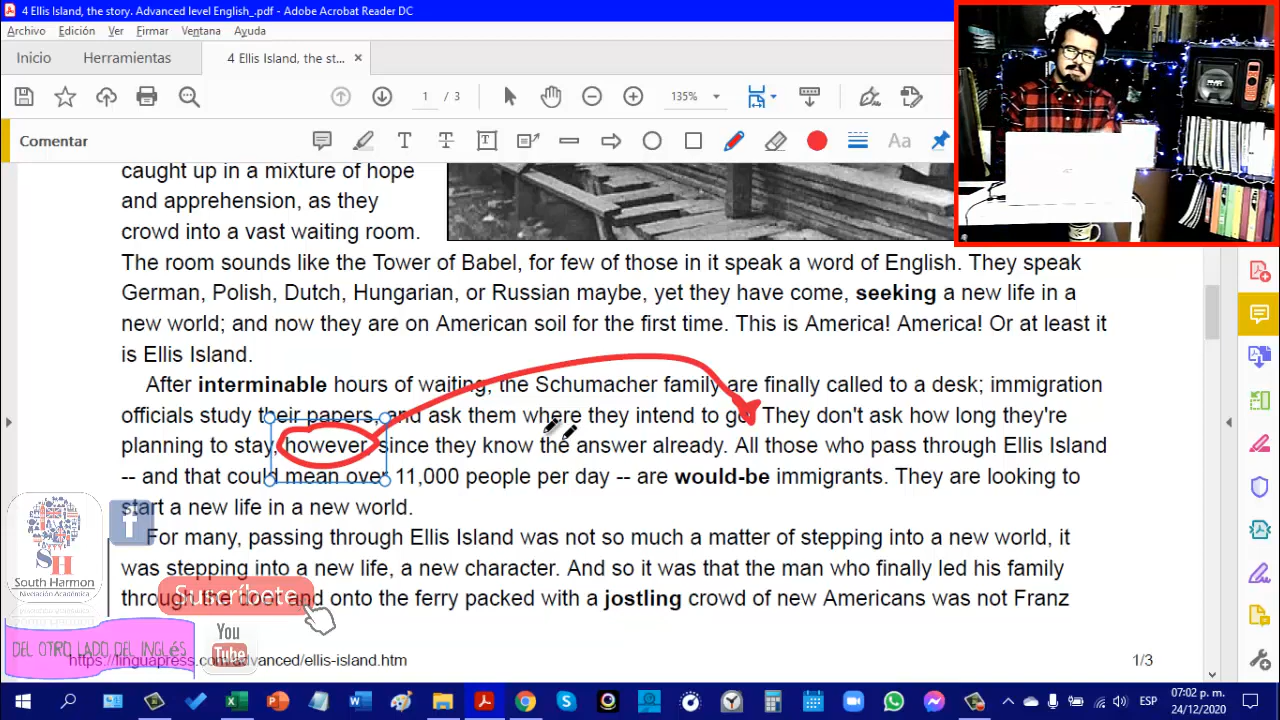 4 Ellis Island, the story. Advanced level English_.pdf - Adobe Acrobat Reader DC
Archivo Edición Ver Firmar Ventana Ayuda
Inicio Herramientas 4 Ellis Island, the st... ×
1 / 3 135%
Comentar
caught up in a mixture of hope
and apprehension, as they
crowd into a vast waiting room.
The room sounds like the Tower of Babel, for few of those in it speak a word of English. They speak
German, Polish, Dutch, Hungarian, or Russian maybe, yet they have come, seeking a new life in a
new world; and now they are on American soil for the first time. This is America! America! Or at least it
is Ellis Island.
After interminable hours of waiting, the Schumacher family are finally called to a desk; immigration
officials study their papers, and ask them where they intend to go. They don't ask how long they're
planning to stay, however, since they know the answer already. All those who pass through Ellis Island
-- and that could mean over 11,000 people per day -- are would-be immigrants. They are looking to
start a new life in a new world.
For many, passing through Ellis Island was not so much a matter of stepping into a new world, it
was stepping into a new life, a new character. And so it was that the man who finally led his family
through the door and onto the ferry packed with a jostling crowd of new Americans was not Franz
https://linguapress.com/advanced/ellis-island.htm 1/3
SH
South Harmon
Nivelación Académica
f
Suscríbete
DEL OTRO LADO DEL INGLÉS
You
Tube
ESP
07:02 p. m.
24/12/2020